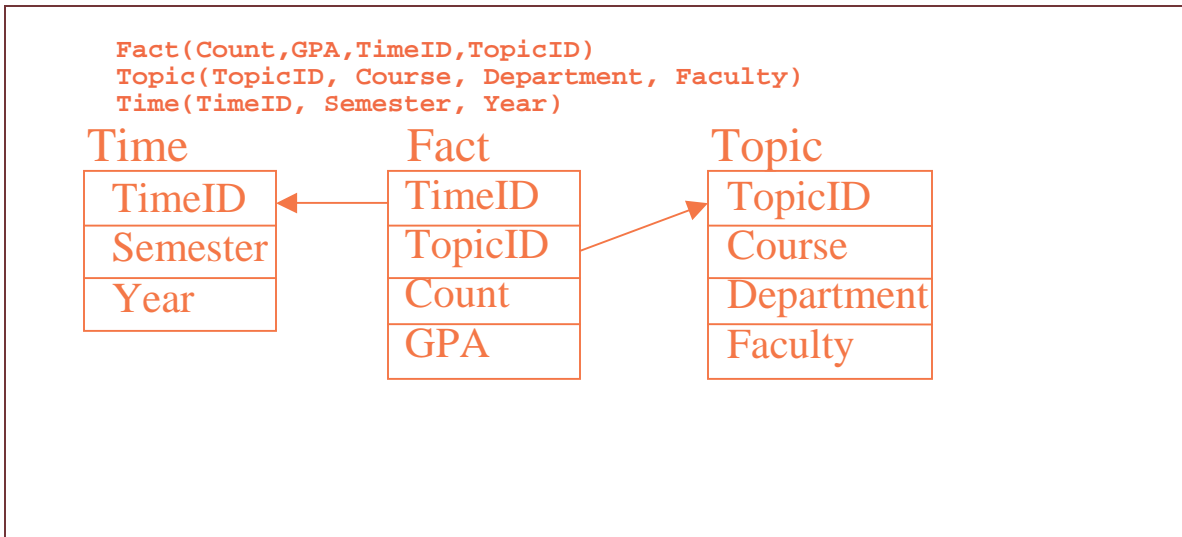 Fact(Count,GPA,TimeID,TopicID)
Topic(TopicID, Course, Department, Faculty)
Time(TimeID, Semester, Year)
Time
TimeID
Semester
Year
Fact
TimeID
TopicID
Count
GPA
Topic
TopicID
Course
Department
Faculty